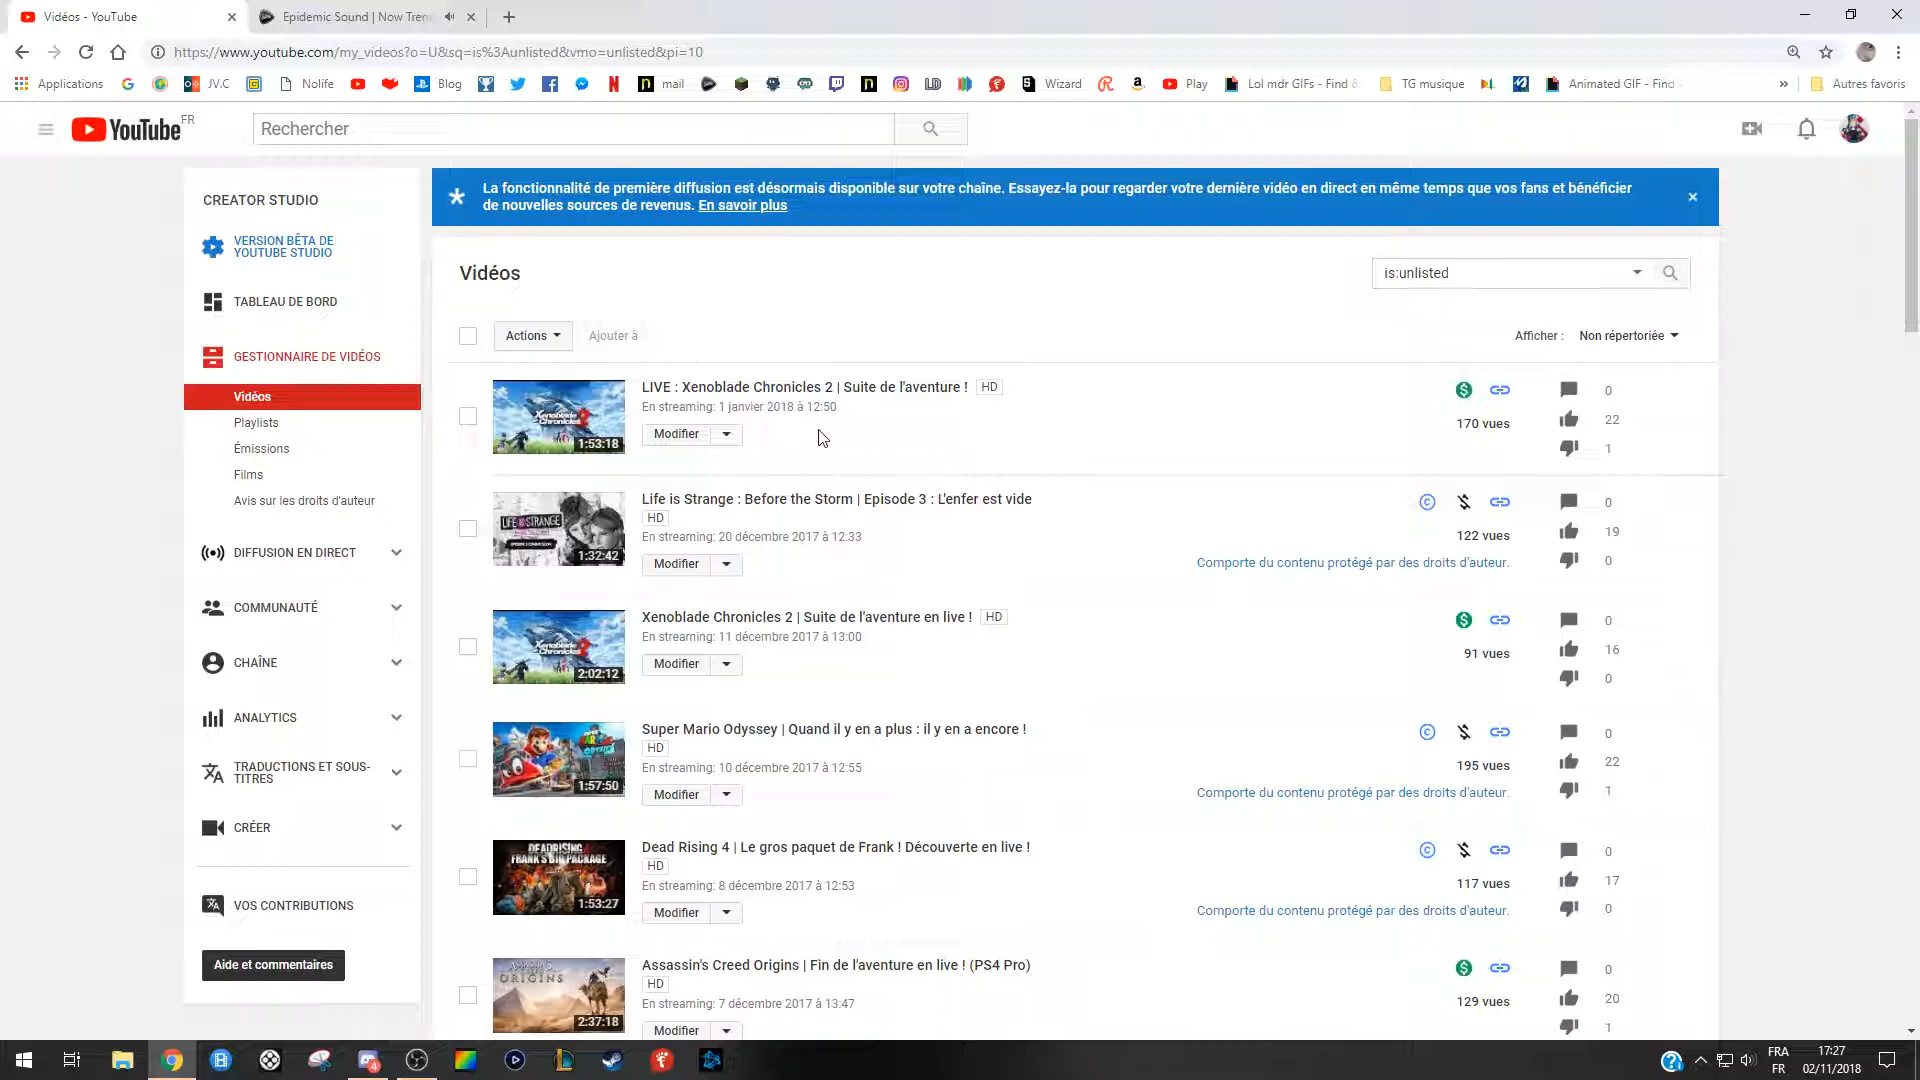 Vidéos - YouTube
Epidemic Sound | Now Tren
https://www.youtube.com/my_videos?o=U&sq=is%3Aunlisted&vmo=unlisted&pi=10
Applications
JV.C
Nolife
Blog
mail
Wizard
Play
Lol mdr GIFs - Find &
TG musique
Animated GIF - Find
Autres favoris
YouTube FR
Rechercher
CREATOR STUDIO
VERSION BÊTA DE
YOUTUBE STUDIO
TABLEAU DE BORD
GESTIONNAIRE DE VIDÉOS
Vidéos
Playlists
Émissions
Films
Avis sur les droits d'auteur
DIFFUSION EN DIRECT
COMMUNAUTÉ
CHAÎNE
ANALYTICS
TRADUCTIONS ET SOUS-
TITRES
CRÉER
VOS CONTRIBUTIONS
Aide et commentaires
La fonctionnalité de première diffusion est désormais disponible sur votre chaîne. Essayez-la pour regarder votre dernière vidéo en direct en même temps que vos fans et bénéficier
de nouvelles sources de revenus. En savoir plus
Vidéos
is:unlisted
Actions
Ajouter à
Afficher : Non répertoriée
1:53:18
LIVE : Xenoblade Chronicles 2 | Suite de l'aventure ! HD
En streaming: 1 janvier 2018 à 12:50
Modifier
170 vues
0
22
1
LIFE IS STRANGE
1:32:42
Life is Strange : Before the Storm | Episode 3 : L'enfer est vide
HD
En streaming: 20 décembre 2017 à 12:33
Modifier
122 vues
Comporte du contenu protégé par des droits d'auteur.
0
19
0
2:02:12
Xenoblade Chronicles 2 | Suite de l'aventure en live ! HD
En streaming: 11 décembre 2017 à 13:00
Modifier
91 vues
0
16
0
1:57:50
Super Mario Odyssey | Quand il y en a plus : il y en a encore !
HD
En streaming: 10 décembre 2017 à 12:55
Modifier
195 vues
Comporte du contenu protégé par des droits d'auteur.
0
22
1
DEADRISING
FRANK'S BIG PACKAGE
1:53:27
Dead Rising 4 | Le gros paquet de Frank ! Découverte en live !
HD
En streaming: 8 décembre 2017 à 12:53
Modifier
117 vues
Comporte du contenu protégé par des droits d'auteur.
0
17
0
ORIGINS
2:37:18
Assassin's Creed Origins | Fin de l'aventure en live ! (PS4 Pro)
HD
En streaming: 7 décembre 2017 à 13:47
Modifier
129 vues
0
20
1
FRA
FR
17:27
02/11/2018